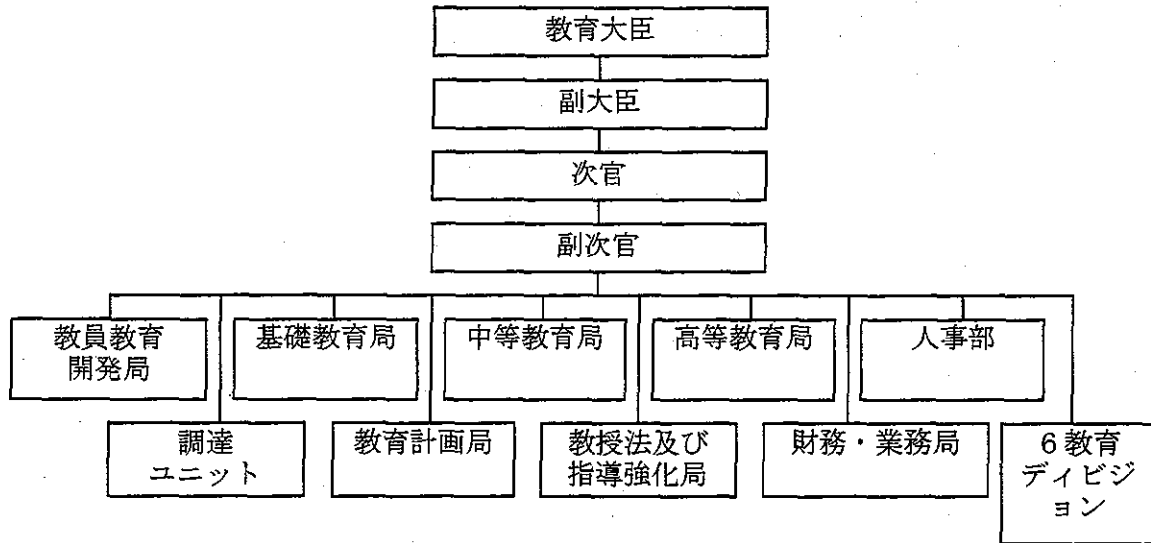 教育大臣
副大臣
次官
副次官
教員教育
開発局
基礎教育局
中等教育局
高等教育局
人事部
調達
ユニット
教育計画局
教授法及び
指導強化局
財務・業務局
6教育
ディビジ
ョン